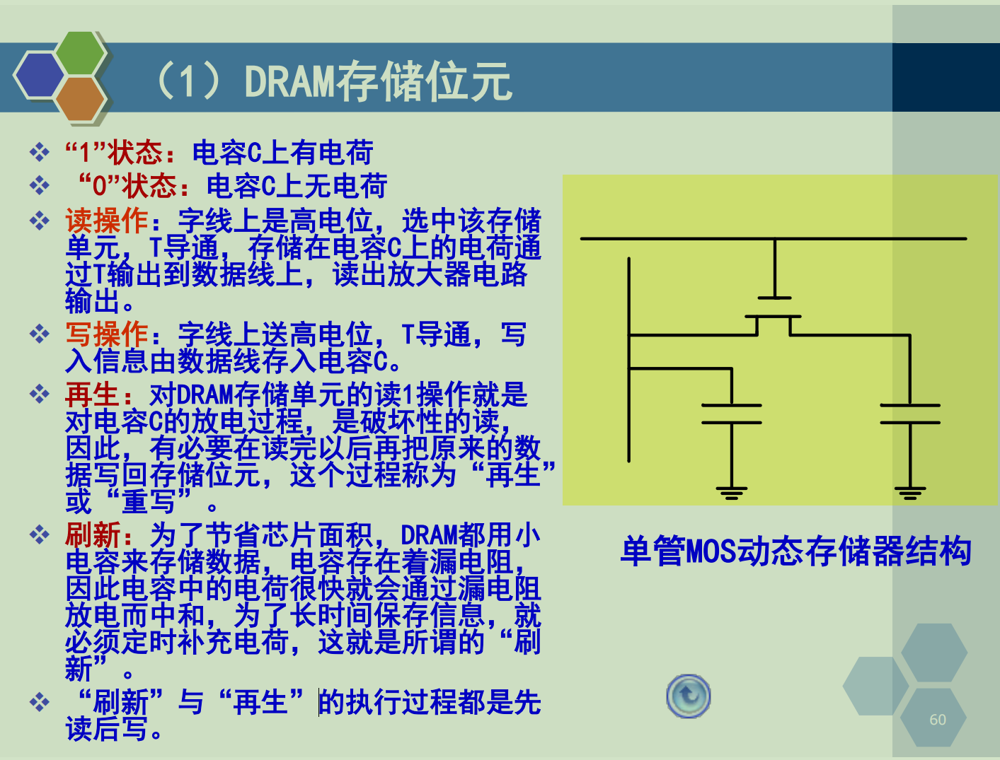 （1）DRAM存储位元
“1”状态：电容C上有电荷
“0”状态：电容C上无电荷
读操作：字线上是高电位，选中该存储
单元，T导通，存储在电容C上的电荷通
过T输出到数据线上，读出放大器电路
输出。
写操作：字线上送高电位，T导通，写
入信息由数据线存入电容C。
再生：对DRAM存储单元的读1操作就是
对电容C的放电过程，是破坏性的读，
因此，有必要在读完以后再把原来的数
据写回存储位元，这个过程称为“再生”
或“重写”。
刷新：为了节省芯片面积，DRAM都用小
电容来存储数据，电容存在着漏电阻，
因此电容中的电荷很快就会通过漏电阻
放电而中和，为了长时间保存信息，就
必须定时补充电荷，这就是所谓的“刷
新”。
“刷新”与“再生”的执行过程都是先
读后写。
单管MOS动态存储器结构
60